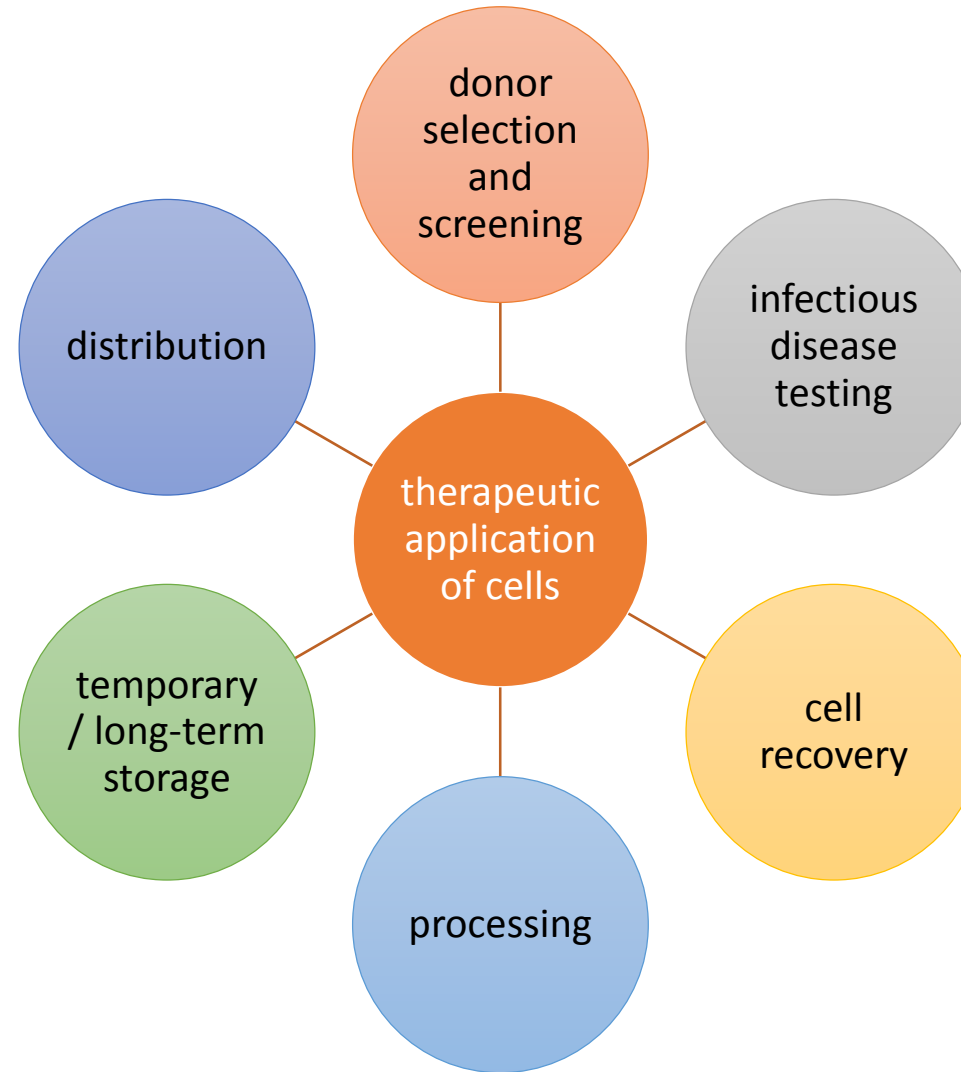 donor
selection
and
screening
infectious
disease
testing
cell
recovery
processing
temporary
/ long-term
storage
distribution
therapeutic
application
of cells